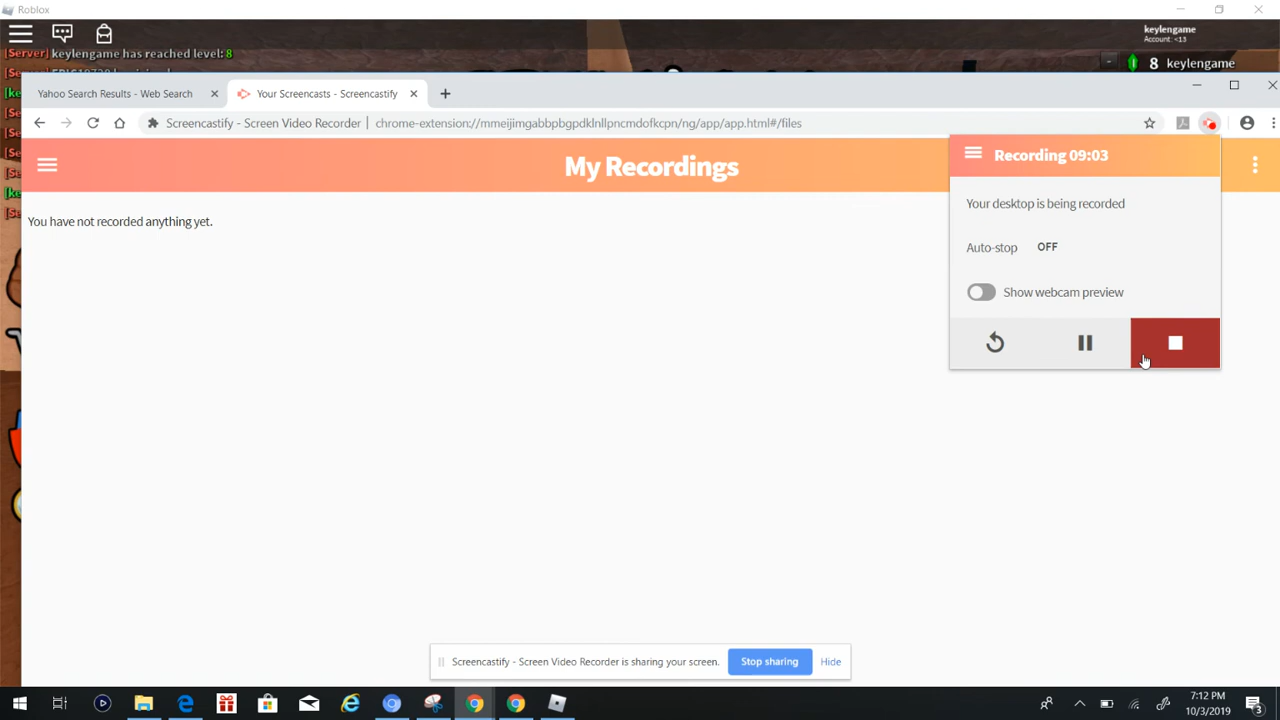 Roblox
keylengame
Account: <13
[Server] keylengame has reached level: 8
8 keylengame
Yahoo Search Results - Web Search
Your Screencasts - Screencastify
Screencastify - Screen Video Recorder
chrome-extension://mmeijimgabbpbgpdklnllpncmdofkcpn/ng/app/app.html#/files
My Recordings
Recording 09:03
You have not recorded anything yet.
Your desktop is being recorded
Auto-stop OFF
Show webcam preview
Screencastify - Screen Video Recorder is sharing your screen.
Stop sharing
Hide
7:12 PM
10/3/2019
3